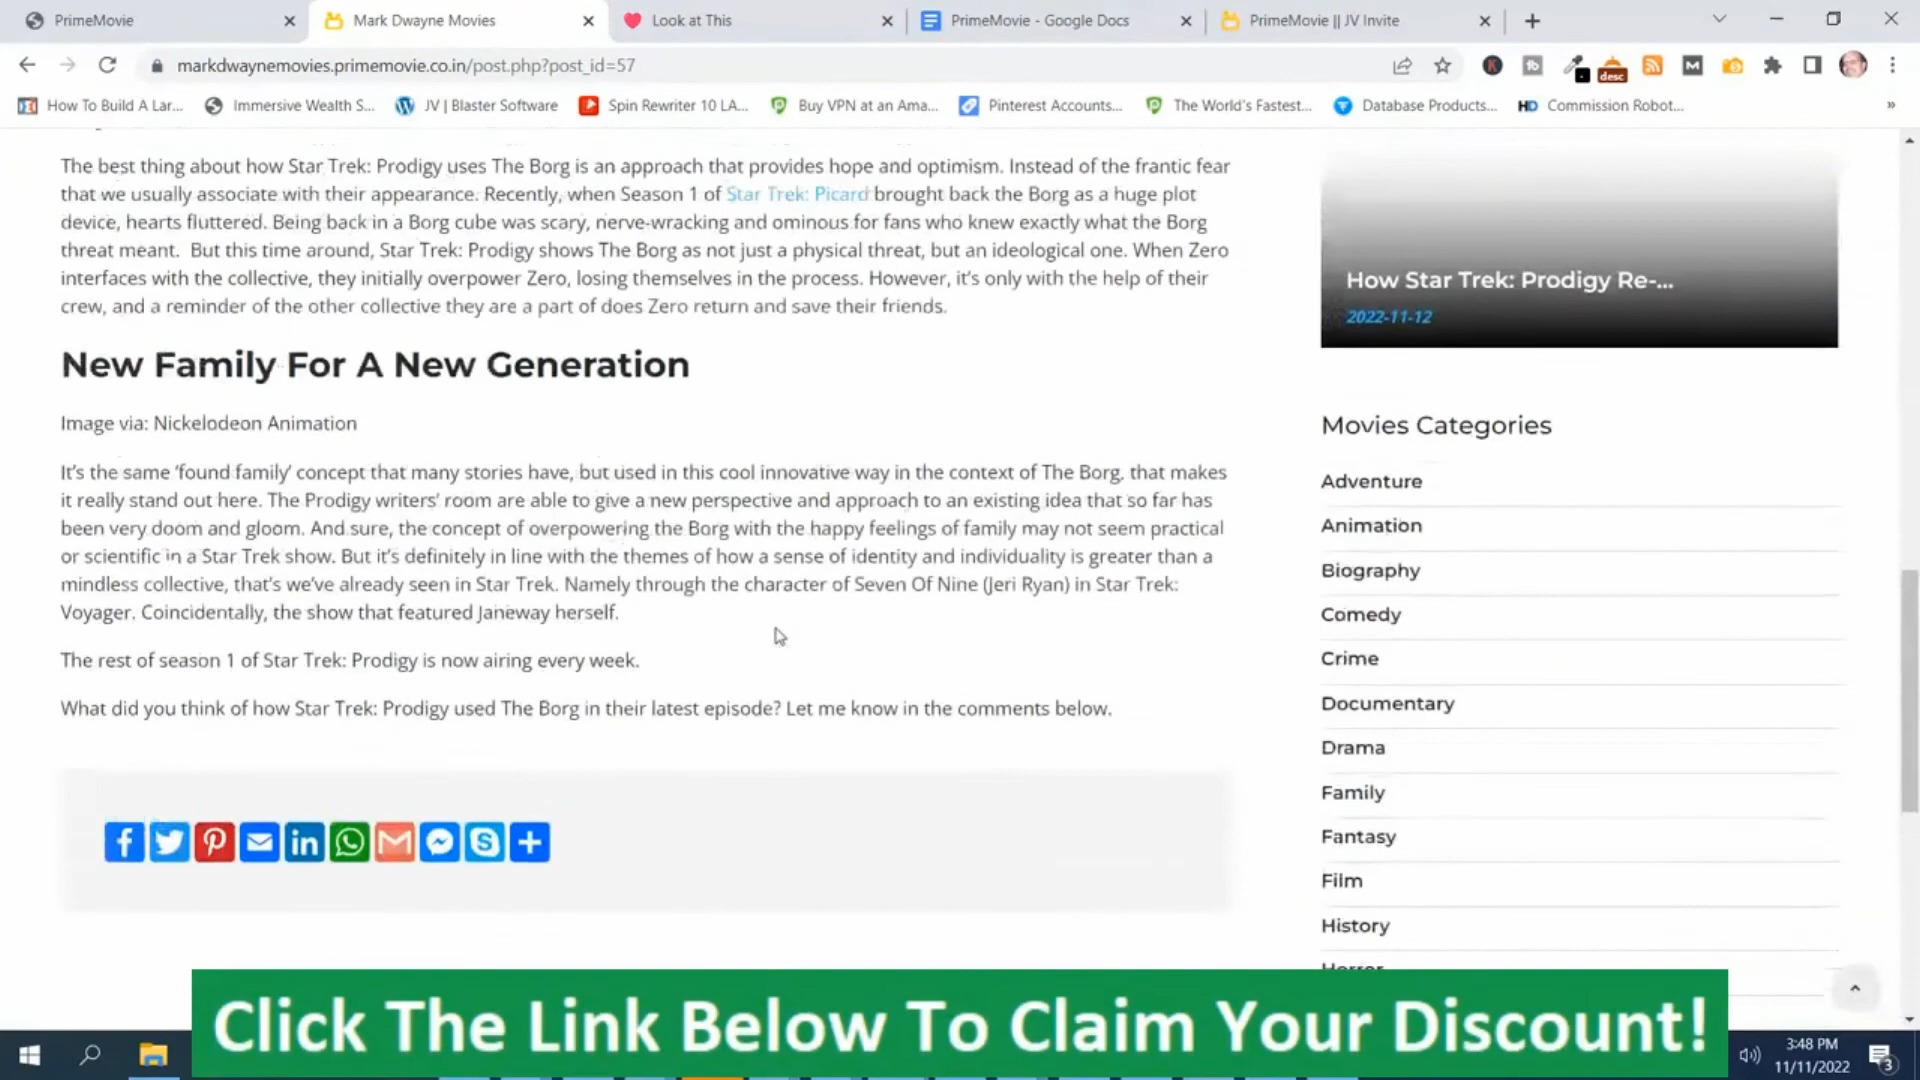 PrimeMovie
Mark Dwayne Movies
Look at This
PrimeMovie - Google Docs
PrimeMovie || JV Invite
markdwaynemovies.primemovie.co.in/post.php?post_id=57
desc
How To Build A Lar...
Immersive Wealth S...
JV | Blaster Software
Spin Rewriter 10 LA...
Buy VPN at an Ama...
Pinterest Accounts...
The World's Fastest...
Database Products...
HD Commission Robot...
The best thing about how Star Trek: Prodigy uses The Borg is an approach that provides hope and optimism. Instead of the frantic fear
that we usually associate with their appearance. Recently, when Season 1 of Star Trek: Picard brought back the Borg as a huge plot
device, hearts fluttered. Being back in a Borg cube was scary, nerve-wracking and ominous for fans who knew exactly what the Borg
threat meant. But this time around, Star Trek: Prodigy shows The Borg as not just a physical threat, but an ideological one. When Zero
interfaces with the collective, they initially overpower Zero, losing themselves in the process. However, it's only with the help of their
crew, and a reminder of the other collective they are a part of does Zero return and save their friends.
New Family For A New Generation
Image via: Nickelodeon Animation
It's the same 'found family' concept that many stories have, but used in this cool innovative way in the context of The Borg, that makes
it really stand out here. The Prodigy writers' room are able to give a new perspective and approach to an existing idea that so far has
been very doom and gloom. And sure, the concept of overpowering the Borg with the happy feelings of family may not seem practical
or scientific in a Star Trek show. But it's definitely in line with the themes of how a sense of identity and individuality is greater than a
mindless collective, that's we've already seen in Star Trek. Namely through the character of Seven Of Nine (Jeri Ryan) in Star Trek:
Voyager. Coincidentally, the show that featured Janeway herself.
The rest of season 1 of Star Trek: Prodigy is now airing every week.
What did you think of how Star Trek: Prodigy used The Borg in their latest episode? Let me know in the comments below.
How Star Trek: Prodigy Re-...
2022-11-12
Movies Categories
Adventure
Animation
Biography
Comedy
Crime
Documentary
Drama
Family
Fantasy
Film
History
Horror
Click The Link Below To Claim Your Discount!
3:48 PM
11/11/2022
3